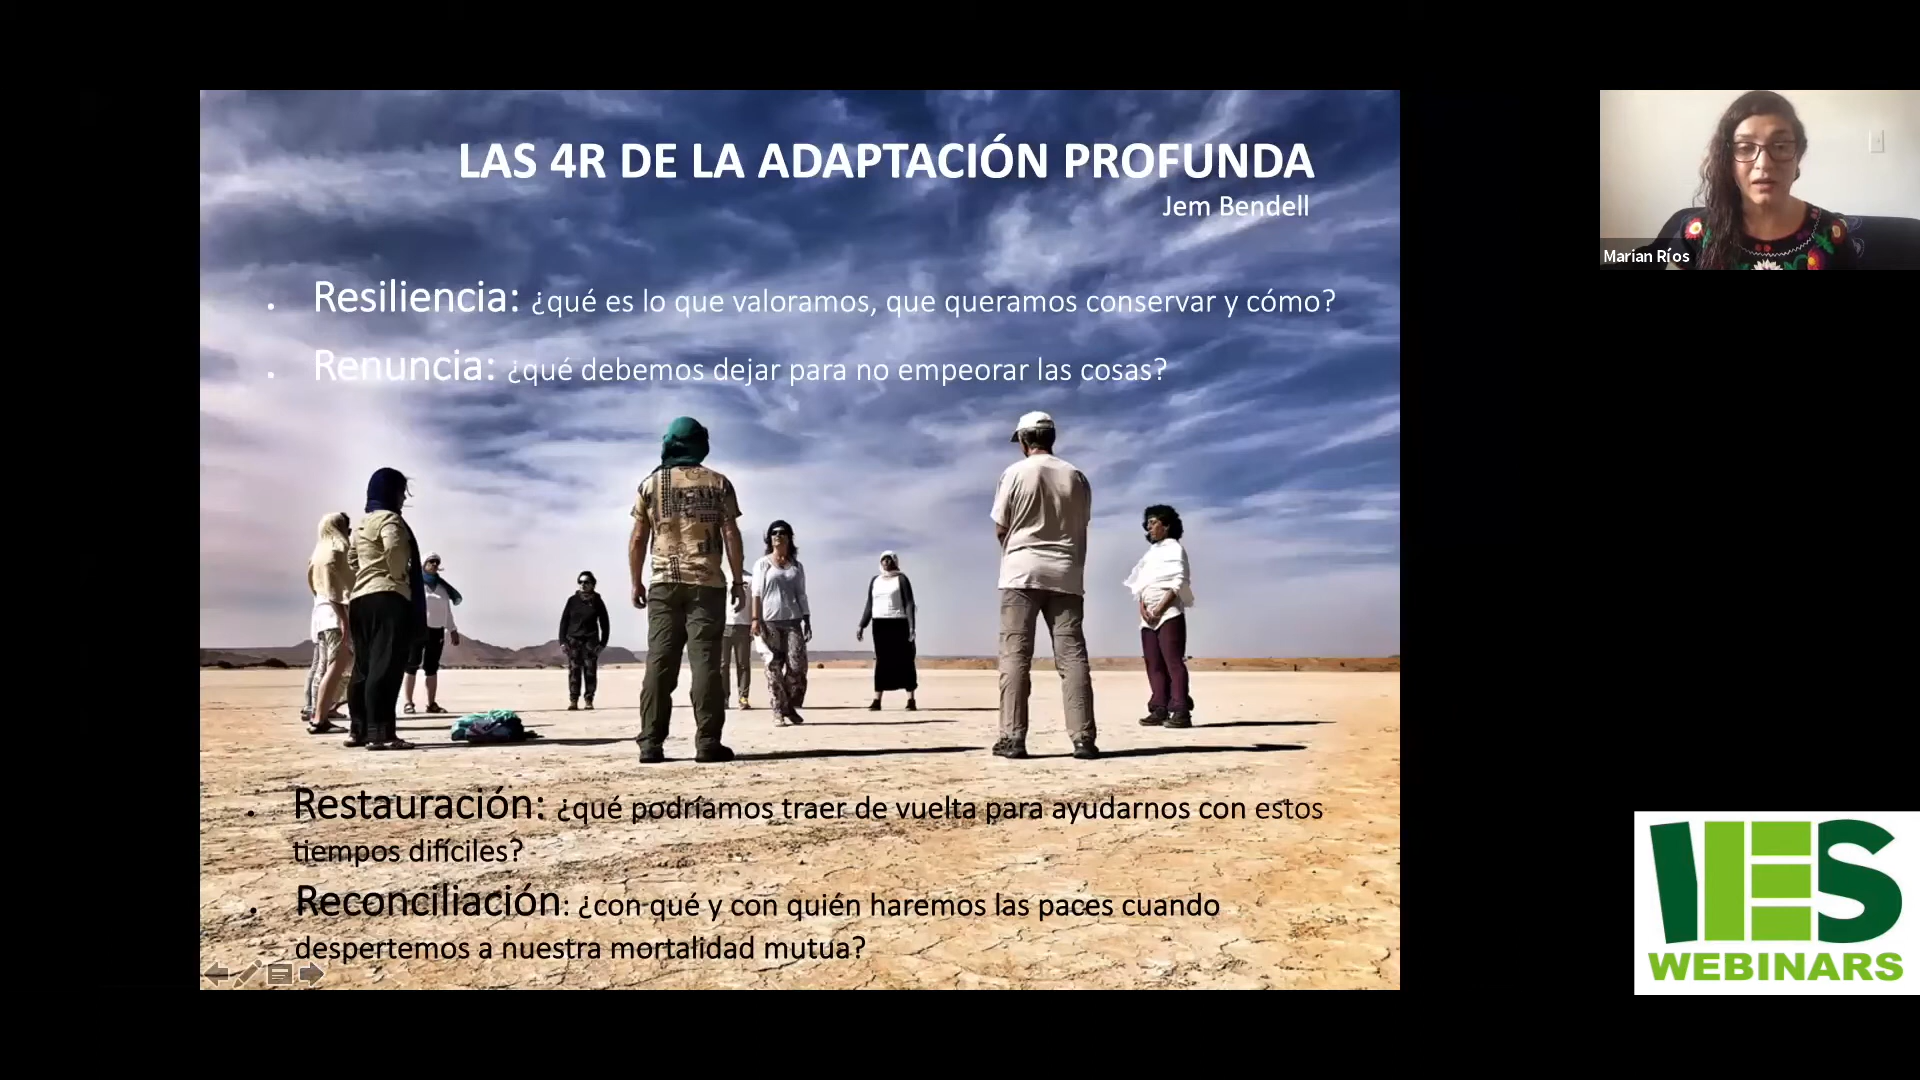 LAS 4R DE LA ADAPTACIÓN PROFUNDA
Jem Bendell
Resiliencia: ¿qué es lo que valoramos, que queramos conservar y cómo?
Renuncia: ¿qué debemos dejar para no empeorar las cosas?
Restauración: ¿qué podríamos traer de vuelta para ayudarnos con estos
tiempos difíciles?
Reconciliación: ¿con qué y con quién haremos las paces cuando
despertemos a nuestra mortalidad mutua?
Marian Ríos
IES
WEBINARS